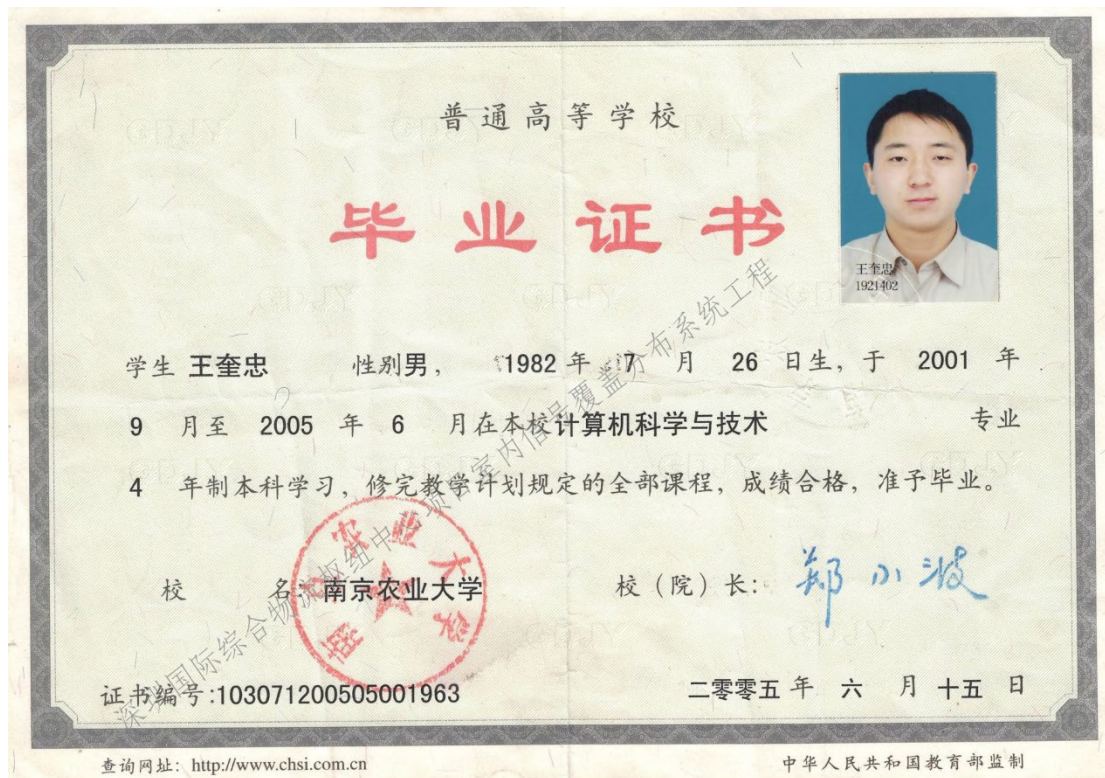 普通高等学校
毕业证书
王奎忠
1921402
学生 王奎忠 性别男, 1982 年 7 月 26 日生, 于 2001 年
9 月至 2005 年 6 月在本校计算机科学与技术 专业
4 年制本科学习, 修完教学计划规定的全部课程, 成绩合格, 准予毕业。
校 名: 南京农业大学
校（院）长: 郑小波
南京农业大学
证书编号:103071200505001963
二零零五 年 六 月 十五 日
查询网址: http://www.chsi.com.cn
中华人民共和国教育部监制